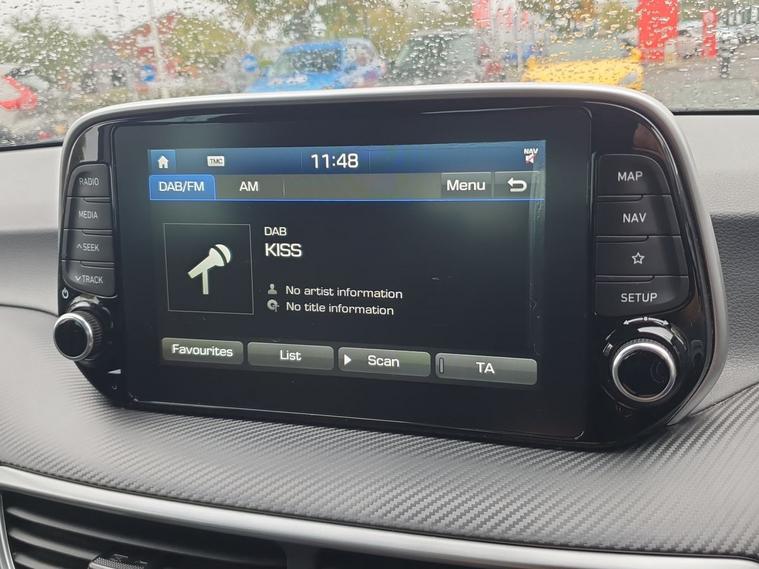 TMC
11:48
NAV
DAB/FM
AM
Menu
DAB
KISS
No artist information
No title information
Favourites
List
Scan
TA
RADIO
MEDIA
SEEK
TRACK
MAP
NAV
SETUP